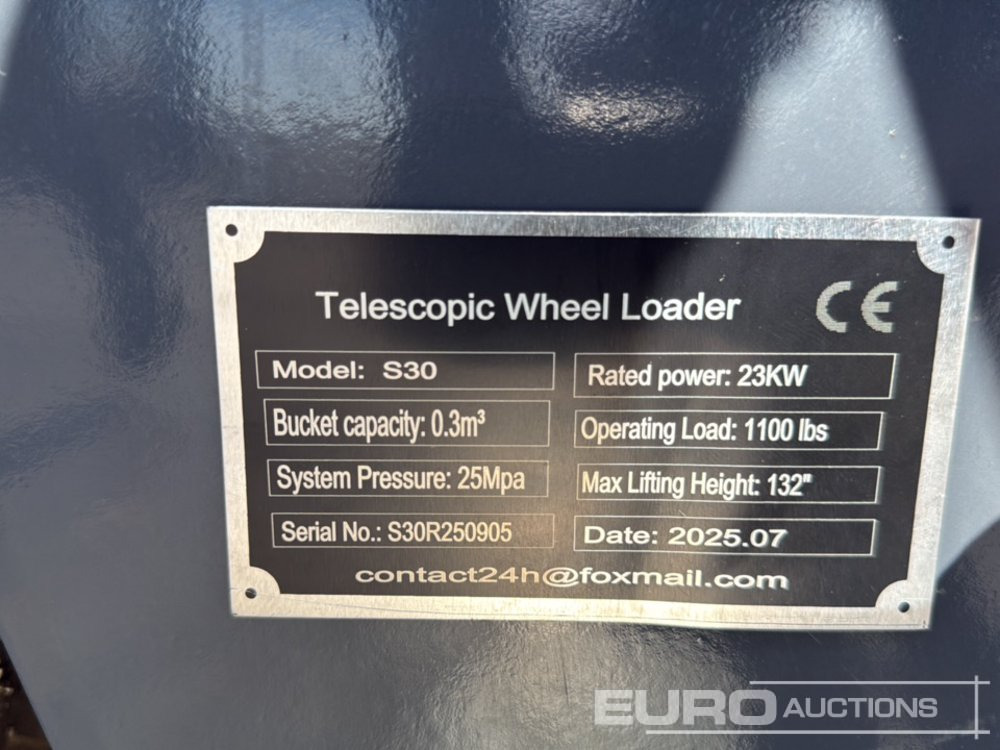 Telescopic Wheel Loader CE
Model: S30
Rated power: 23KW
Bucket capacity: 0.3m³
Operating Load: 1100 lbs
System Pressure: 25Mpa
Max Lifting Height: 132"
Serial No.: S30R250905
Date: 2025.07
contact24h@foxmail.com
EURO AUCTIONS